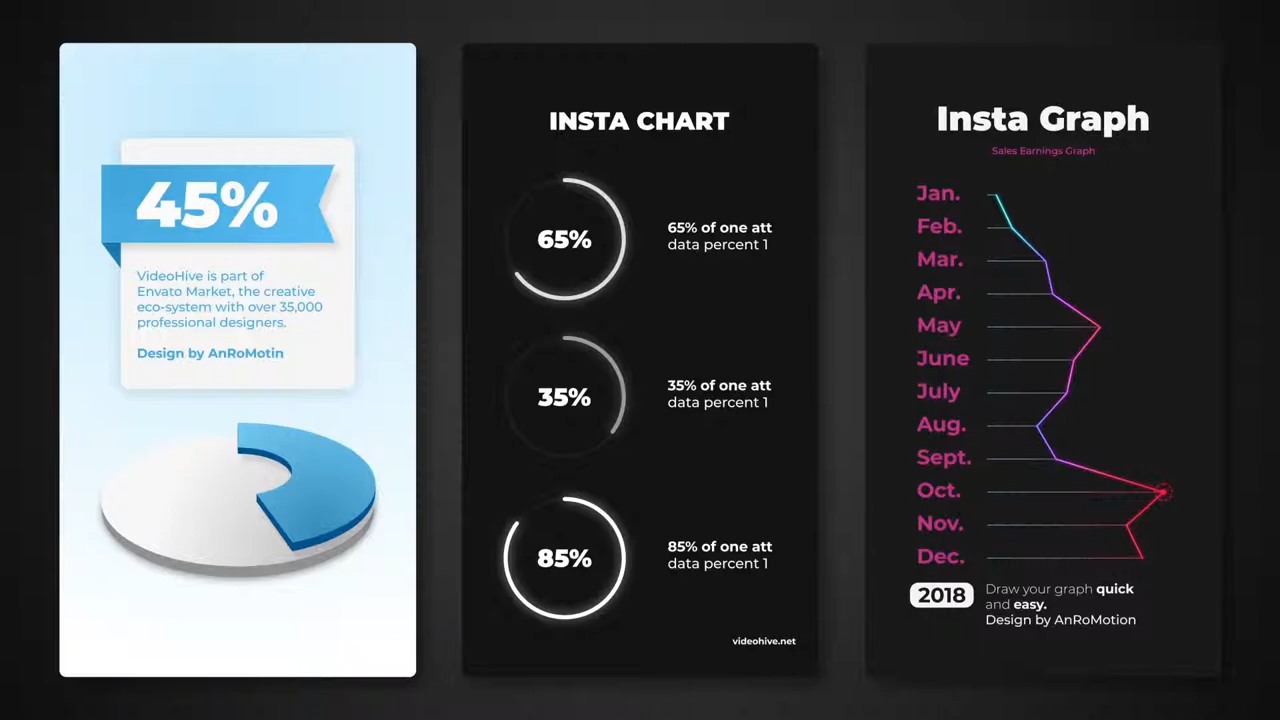 45%
VideoHive is part of
Envato Market, the creative
eco-system with over 35,000
professional designers.
Design by AnRoMotin
INSTA CHART
65%
65% of one att
data percent 1
35%
35% of one att
data percent 1
85%
85% of one att
data percent 1
videohive.net
Insta Graph
Sales Earnings Graph
Jan.
Feb.
Mar.
Apr.
May
June
July
Aug.
Sept.
Oct.
Nov.
Dec.
2018
Draw your graph quick
and easy.
Design by AnRoMotion